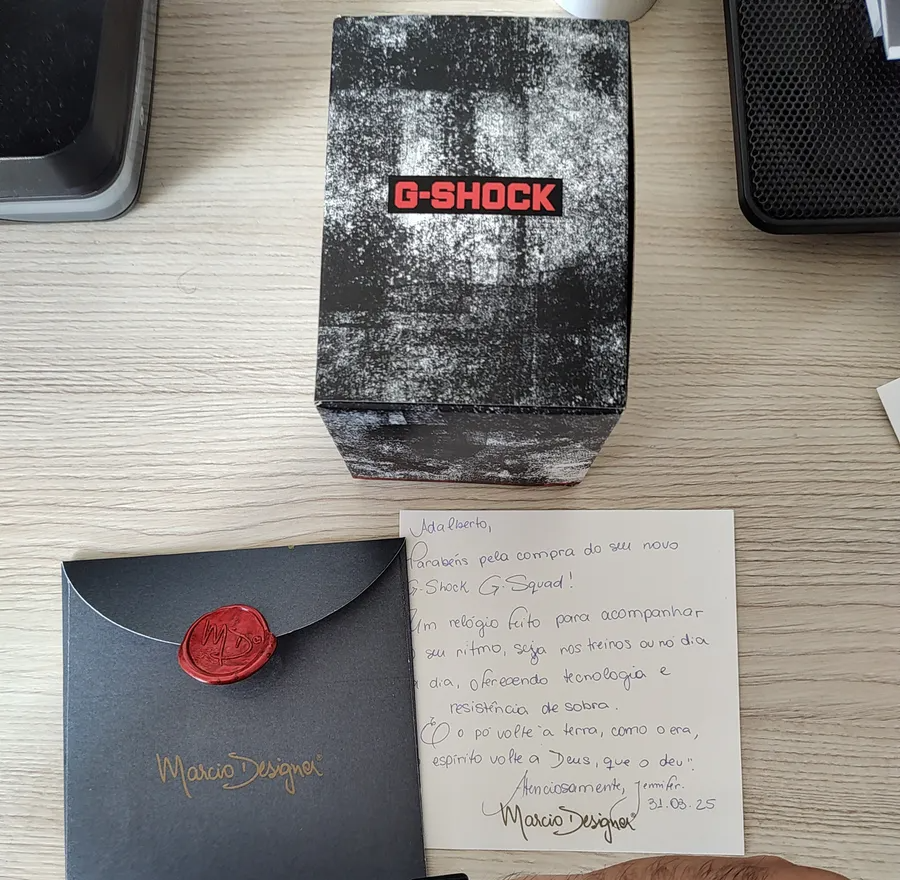 G-SHOCK
Adalberto,
Parabéns pela compra do seu novo
G-Shock G-Squad!
Um relógio feito para acompanhar
seu ritmo, seja nos treinos ou no dia
dia, oferecendo tecnologia e
resistência de sobra.
"E o pó volte à terra, como o era,
espírito volte a Deus, que o deu".
Atenciosamente, Jennifer.
31.03.25
Marcio Designer®
MD
Marcio Designer®